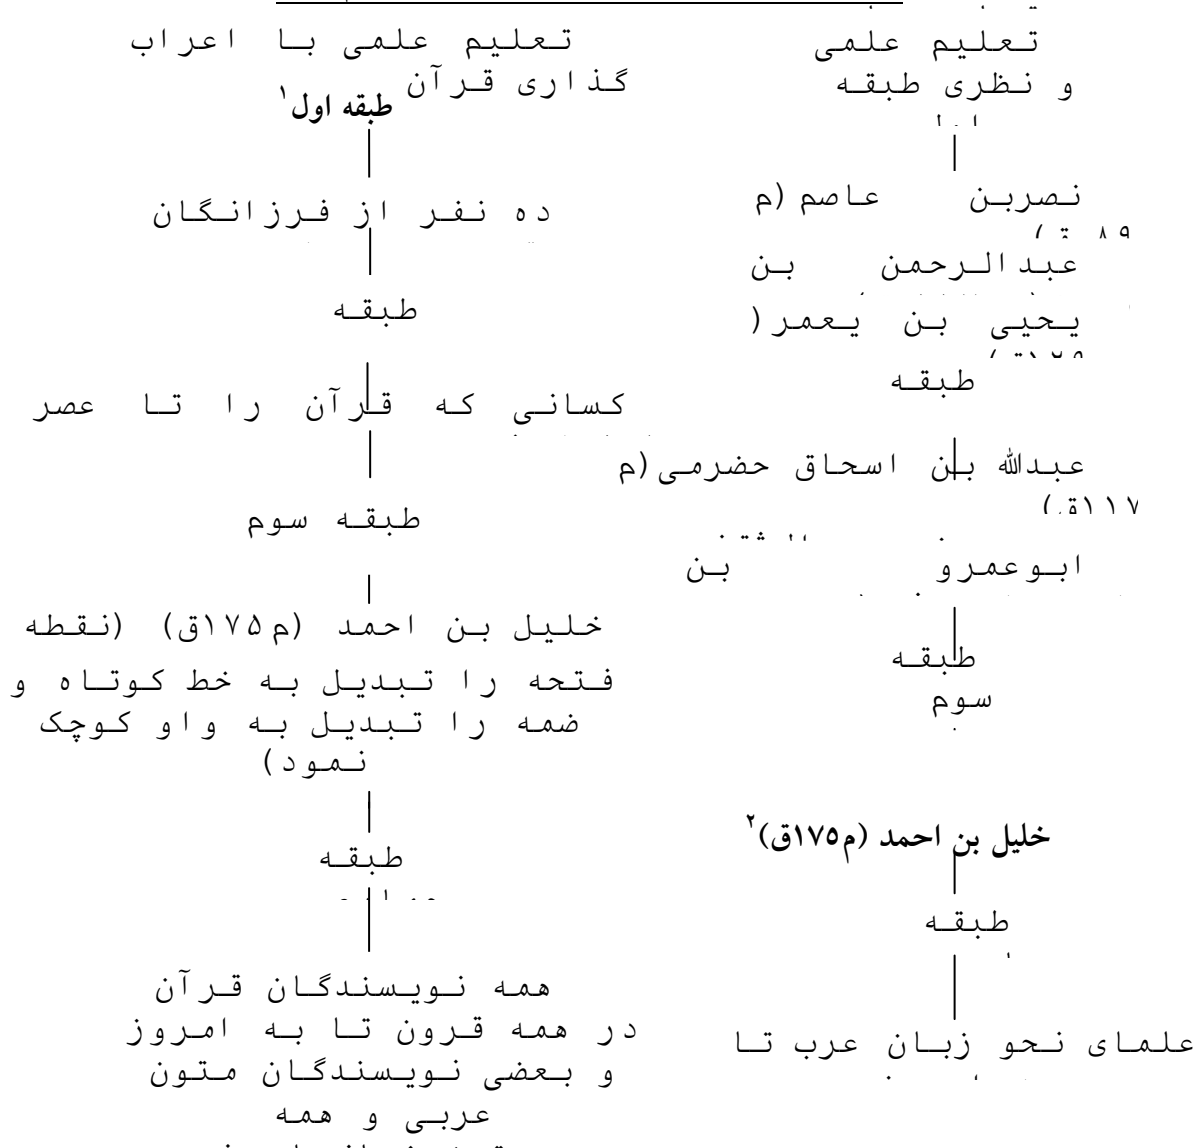 تعلیم علمی
و نظری طبقه
نصربن عاصم (م
۸۹ق)
عبدالرحمن بن
یحیی بن یعمر(
۱۲۹ق)
طبقه
عبدالله بن اسحاق حضرمی(م
۱۱۷ق)
ابوعمرو بن
طبقه
سوم
خلیل بن احمد (م۱۷۵ق)۲
طبقه
علمای نحو زبان عرب تا
تعلیم علمی با اعراب
گذاری قرآن
طبقه اول۱
ده نفر از فرزانگان
طبقه
کسانی که قرآن را تا عصر
طبقه سوم
خلیل بن احمد (م۱۷۵ق) (نقطه
فتحه را تبدیل به خط کوتاه و
ضمه را تبدیل به واو کوچک
نمود)
طبقه
همه نویسندگان قرآن
در همه قرون تا به امروز
و بعضی نویسندگان متون
عربی و همه